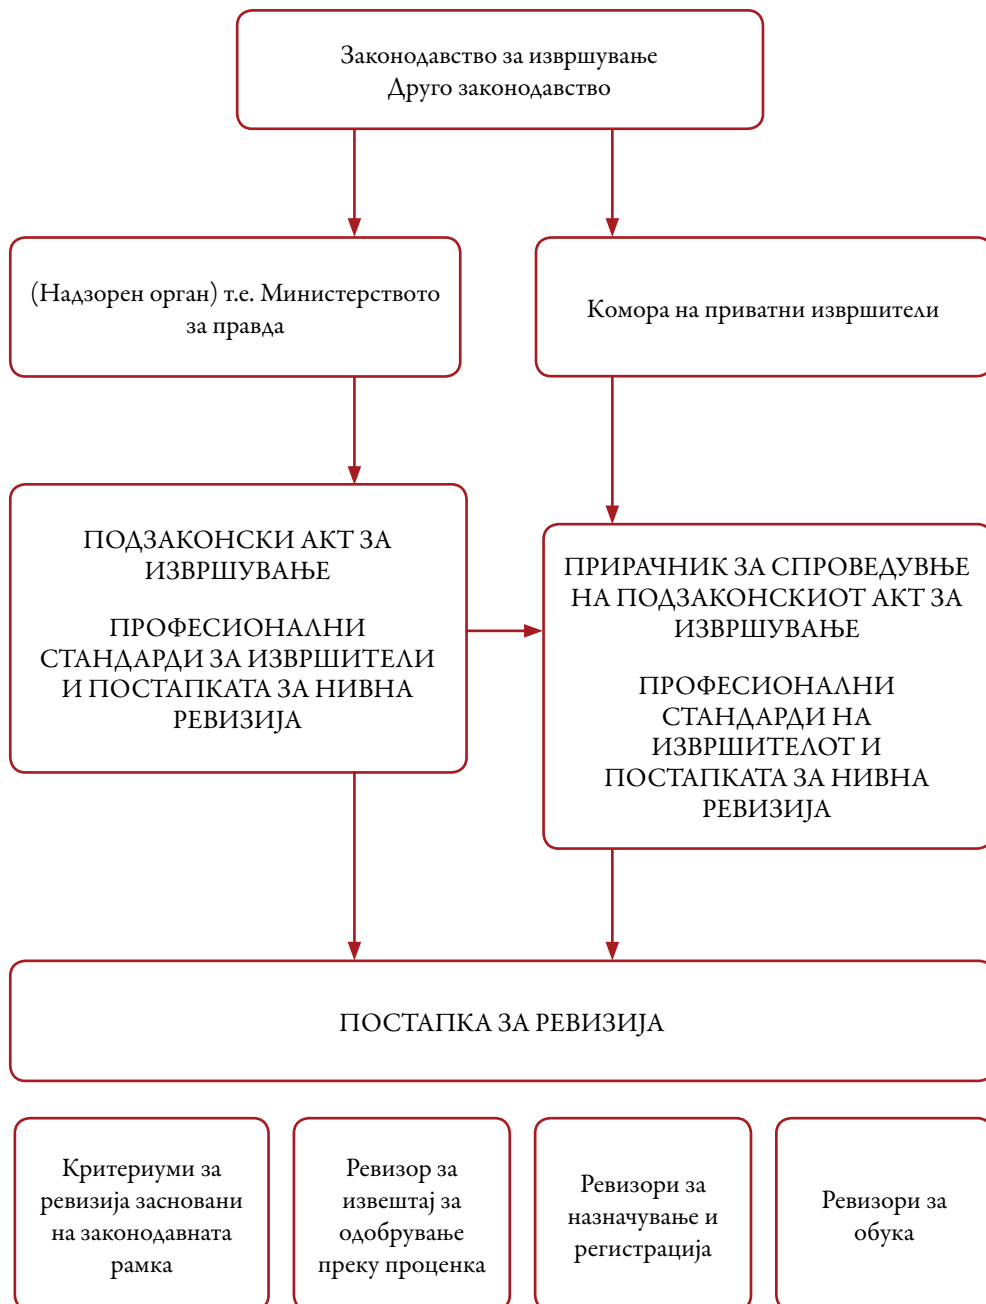 Законодавство за извршување
Друго законодавство
(Надзорен орган) т.е. Министерството
за правда
Комора на приватни извршители
ПОДЗАКОНСКИ АКТ ЗА
ИЗВРШУВАЊЕ
ПРОФЕСИОНАЛНИ
СТАНДАРДИ ЗА ИЗВРШИТЕЛИ
И ПОСТАПКАТА ЗА НИВНА
РЕВИЗИЈА
ПРИРАЧНИК ЗА СПРОВЕДУВЊЕ
НА ПОДЗАКОНСКИОТ АКТ ЗА
ИЗВРШУВАЊЕ
ПРОФЕСИОНАЛНИ
СТАНДАРДИ НА
ИЗВРШИТЕЛОТ И
ПОСТАПКАТА ЗА НИВНА
РЕВИЗИЈА
ПОСТАПКА ЗА РЕВИЗИЈА
Критериуми за
ревизија засновани
на законодавната
рамка
Ревизор за
извештај за
одобрување
преку проценка
Ревизори за
назначување и
регистрација
Ревизори за
обука